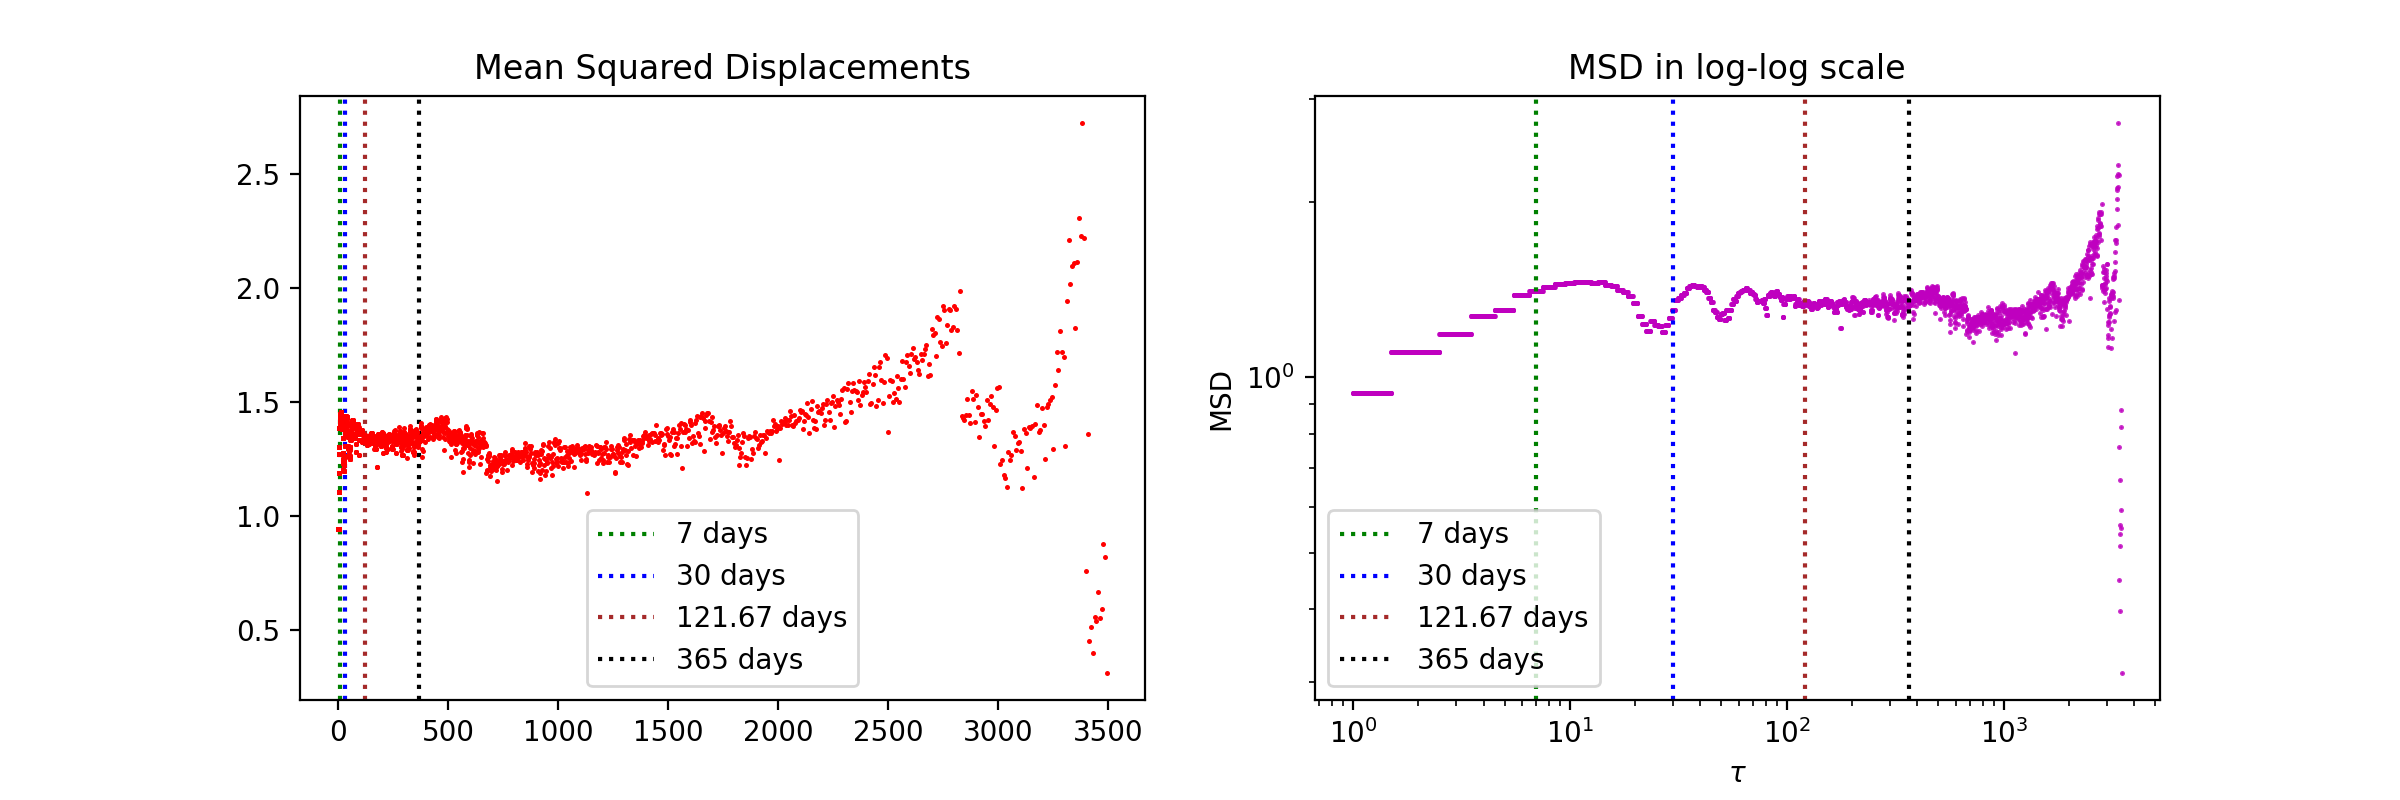 Mean Squared Displacements
2.5
2.0
1.5
1.0
0.5
0 500 1000 1500 2000 2500 3000 3500
7 days
30 days
121.67 days
365 days
MSD in log-log scale
MSD
10⁰
7 days
30 days
121.67 days
365 days
10⁰ 10¹ 10² 10³
τ